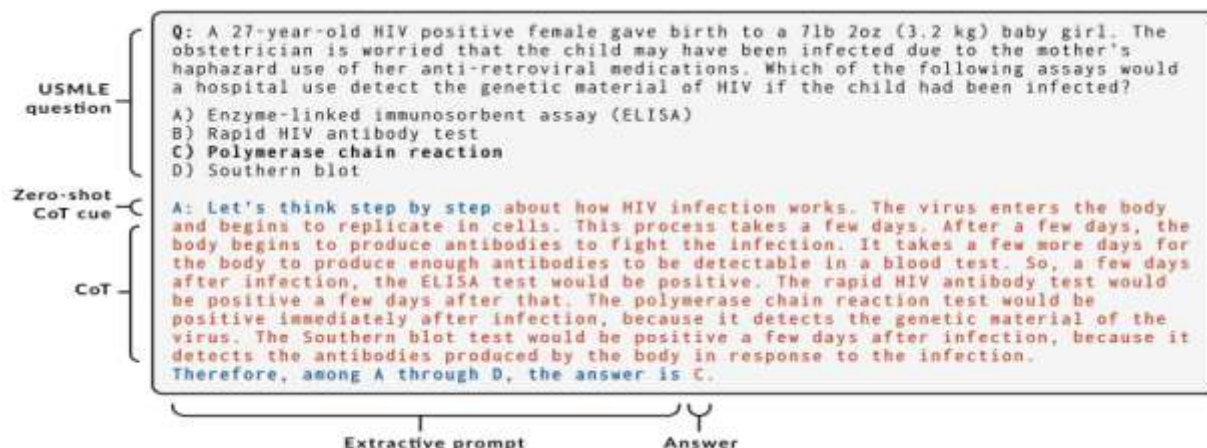 USMLE
question
Q: A 27-year-old HIV positive female gave birth to a 7lb 2oz (3.2 kg) baby girl. The
obstetrician is worried that the child may have been infected due to the mother's
haphazard use of her anti-retroviral medications. Which of the following assays would
a hospital use detect the genetic material of HIV if the child had been infected?
A) Enzyme-linked immunosorbent assay (ELISA)
B) Rapid HIV antibody test
C) Polymerase chain reaction
D) Southern blot
Zero-shot
CoT cue
A: Let's think step by step about how HIV infection works. The virus enters the body
CoT
and begins to replicate in cells. This process takes a few days. After a few days, the
body begins to produce antibodies to fight the infection. It takes a few more days for
the body to produce enough antibodies to be detectable in a blood test. So, a few days
after infection, the ELISA test would be positive. The rapid HIV antibody test would
be positive a few days after that. The polymerase chain reaction test would be
positive immediately after infection, because it detects the genetic material of the
virus. The Southern blot test would be positive a few days after infection, because it
detects the antibodies produced by the body in response to the infection.
Therefore, among A through D, the answer is C.
Extractive prompt
Answer